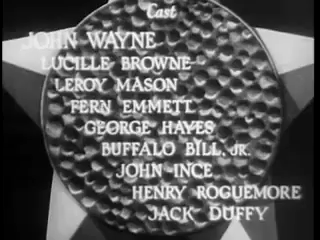 Cast
JOHN WAYNE
LUCILLE BROWNE
LEROY MASON
FERN EMMETT
GEORGE HAYES
BUFFALO BILL, JR.
JOHN INCE
HENRY ROGUEMORE
JACK DUFFY